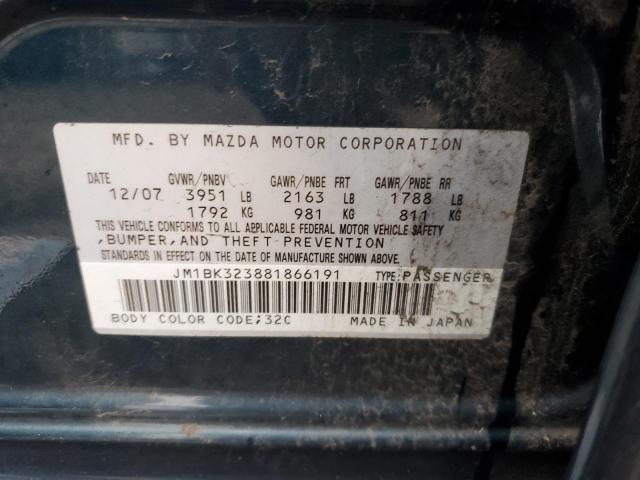 MFD. BY MAZDA MOTOR CORPORATION
DATE GVWR/PNBV GAWR/PNBE FRT GAWR/PNBE RR
12/07 3951 LB 2163 LB 1788 LB
1792 KG 981 KG 811 KG
THIS VEHICLE CONFORMS TO ALL APPLICABLE FEDERAL MOTOR VEHICLE SAFETY
,BUMPER,AND THEFT PREVENTION
STANDARDS IN EFFECT ON THE DATE OF MANUFACTURE SHOWN ABOVE.
JM1BK323881866191 TYPE:PASSENGER
BODY COLOR CODE;32C MADE IN JAPAN